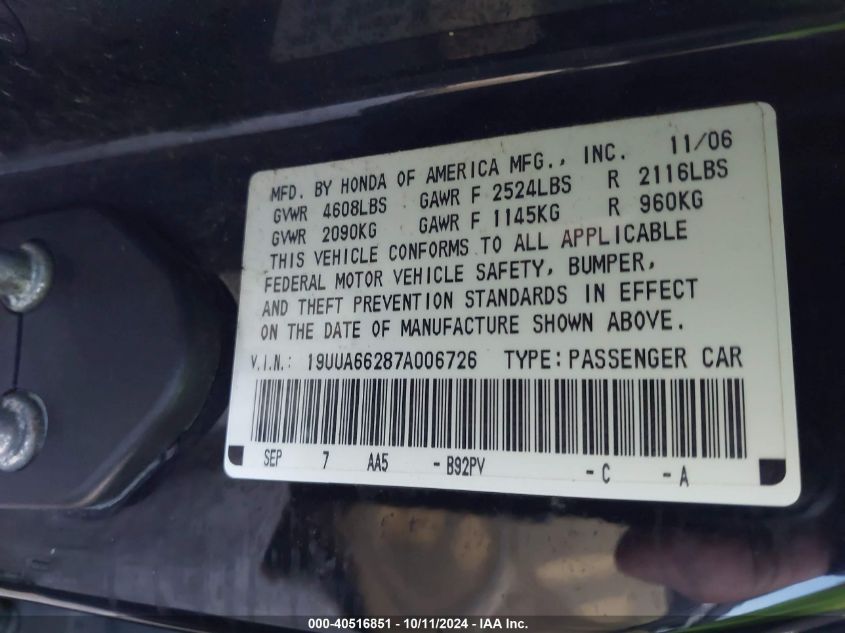 MFD. BY HONDA OF AMERICA MFG., INC. 11/06
GVWR 4608LBS GAWR F 2524LBS R 2116LBS
GVWR 2090KG GAWR F 1145KG R 960KG
THIS VEHICLE CONFORMS TO ALL APPLICABLE
FEDERAL MOTOR VEHICLE SAFETY, BUMPER,
AND THEFT PREVENTION STANDARDS IN EFFECT
ON THE DATE OF MANUFACTURE SHOWN ABOVE.
V.I.N.: 19UUA66287A006726 TYPE:PASSENGER CAR
SEP 7 AA5 -B92PV -C -A
000-40516851 - 10/11/2024 - IAA Inc.